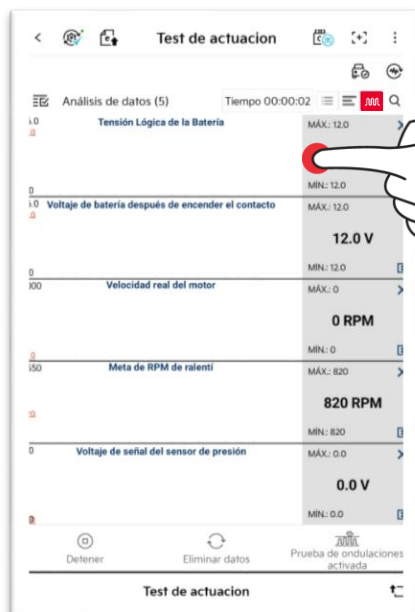 Test de actuacion
Análisis de datos (5)
Tiempo 00:00:02
Tensión Lógica de la Batería
MÁX.: 12.0
MÍN.: 12.0
Voltaje de batería después de encender el contacto
MÁX.: 12.0
12.0 V
MÍN.: 12.0
Velocidad real del motor
MÁX.: 0
0 RPM
MÍN.: 0
Meta de RPM de ralentí
MÁX.: 820
820 RPM
MÍN.: 820
Voltaje de señal del sensor de presión
MÁX.: 0.0
0.0 V
MÍN.: 0.0
Detener
Eliminar datos
Prueba de ondulaciones
activada
Test de actuacion